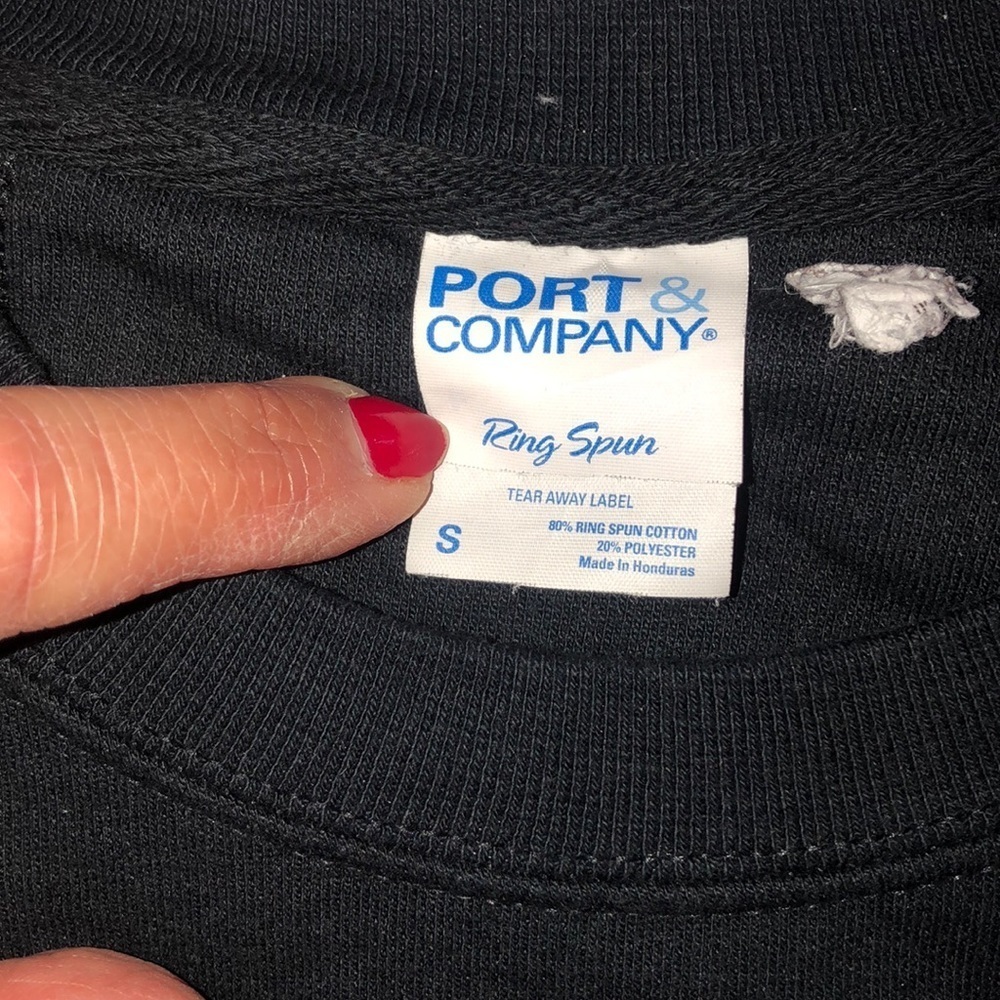 PORT &
COMPANY®
Ring Spun
TEAR AWAY LABEL
S
80% RING SPUN COTTON
20% POLYESTER
Made In Honduras